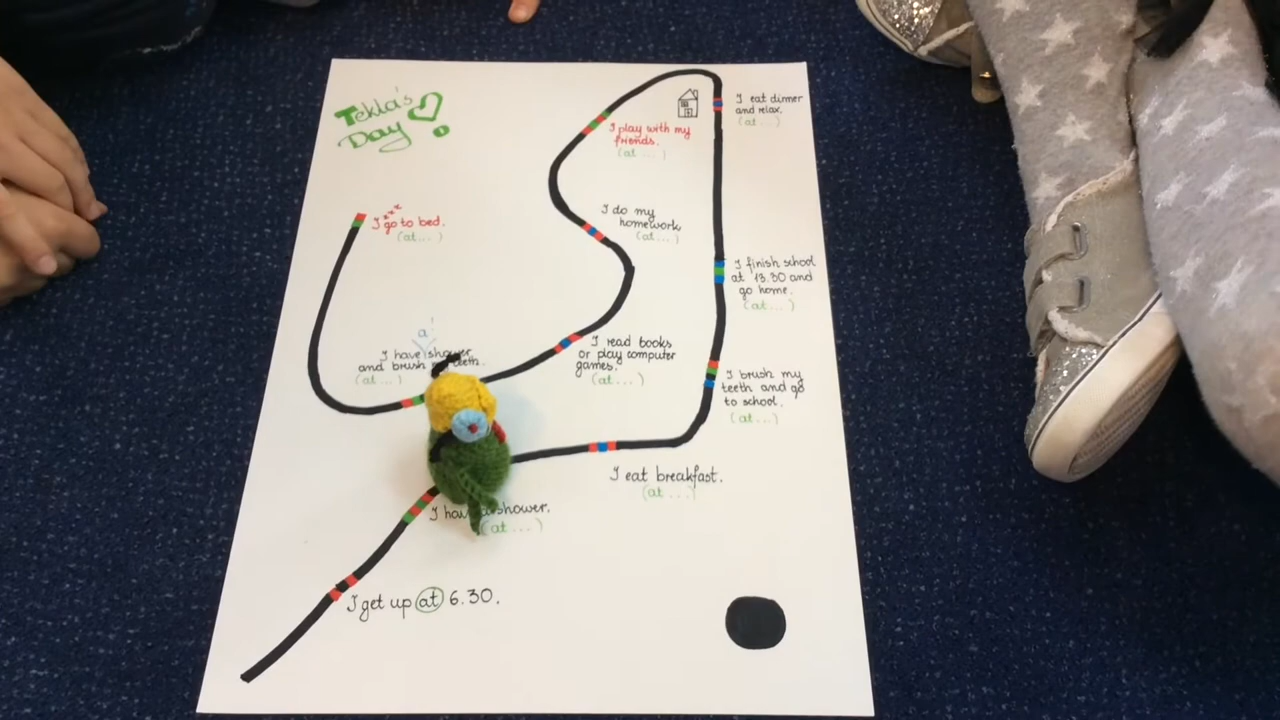 Tekla's
Day!
I get up at 6.30.
I shower.
(at...)
I eat breakfast.
(at...)
I brush my
teeth and go
to school.
(at...)
I finish school
at 13.30 and
go home.
(at...)
I eat dinner
and relax.
(at...)
I play with my
friends.
(at...)
I do my
homework
(at...)
I read books
or play computer
games.
(at...)
a!
I have shower
and brush teeth.
(at...)
I go to bed.
(at...)